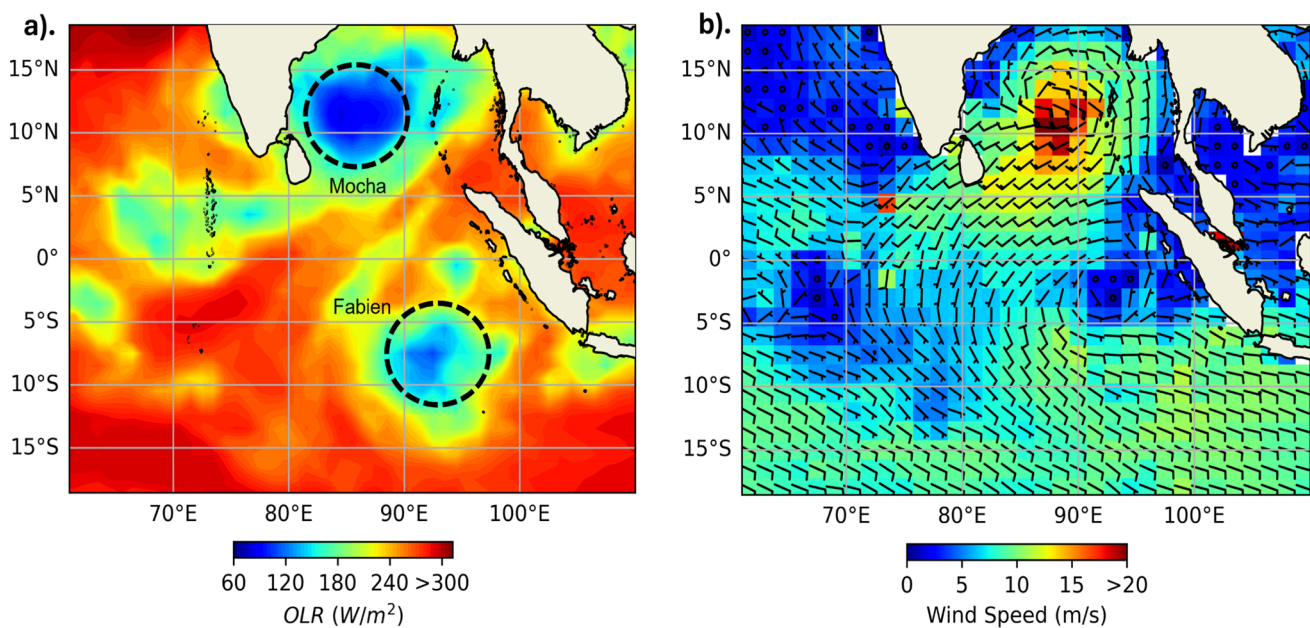 a).
15°N
10°N
5°N
0°
5°S
10°S
15°S
Mocha
Fabien
70°E 80°E 90°E 100°E
60 120 180 240 >300
OLR (W/m²)
b).
15°N
10°N
5°N
0°
5°S
10°S
15°S
70°E 80°E 90°E 100°E
0 5 10 15 >20
Wind Speed (m/s)